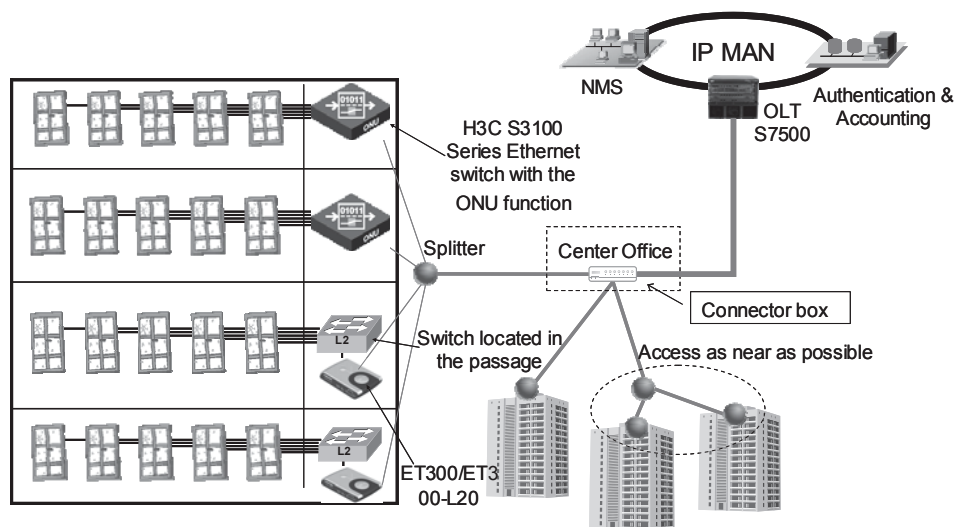 IP MAN
NMS
Authentication &
Accounting
OLT
S7500
01011
ONU
H3C S3100
Series Ethernet
switch with the
ONU function
01011
ONU
Splitter
Center Office
Connector box
L2
Switch located in
the passage
Access as near as possible
L2
ET300/ET3
00-L20